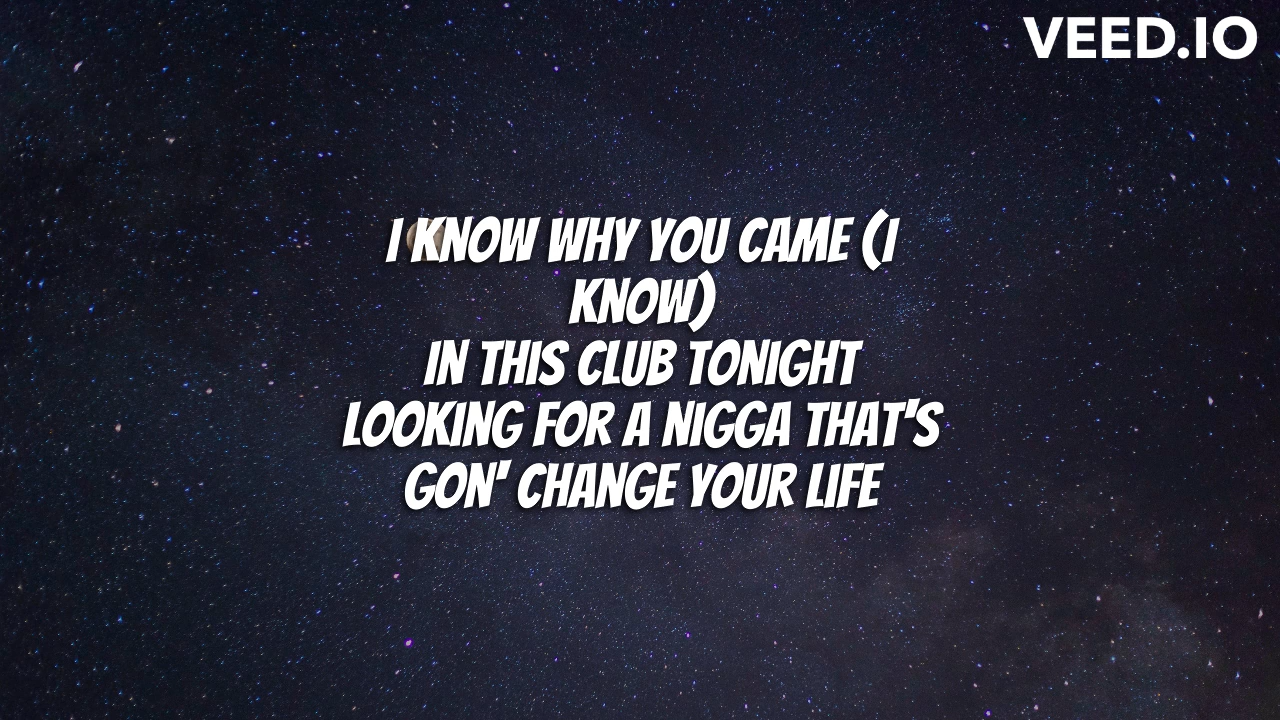 VEED.IO
I KNOW WHY YOU CAME (I
KNOW)
IN THIS CLUB TONIGHT
LOOKING FOR A NIGGA THAT'S
GON' CHANGE YOUR LIFE